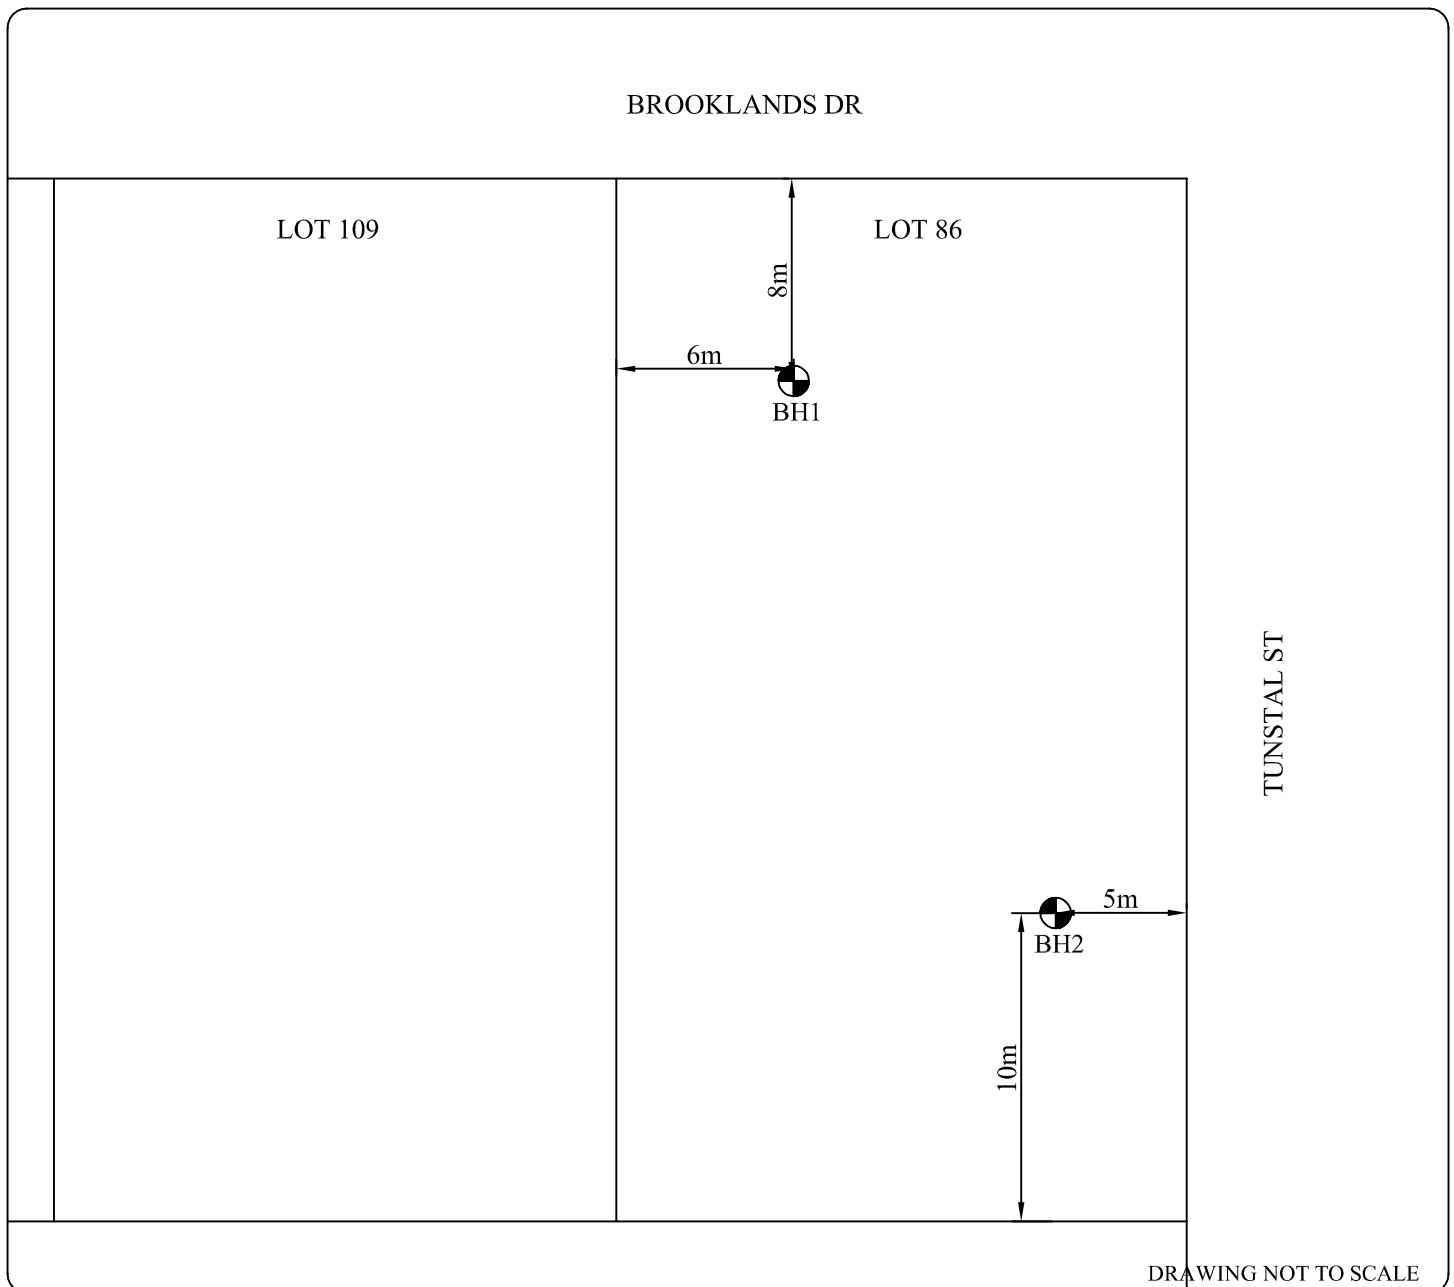 BROOKLANDS DR
LOT 109
LOT 86
8m
6m
BH1
TUNSTAL ST
5m
BH2
10m
DRAWING NOT TO SCALE